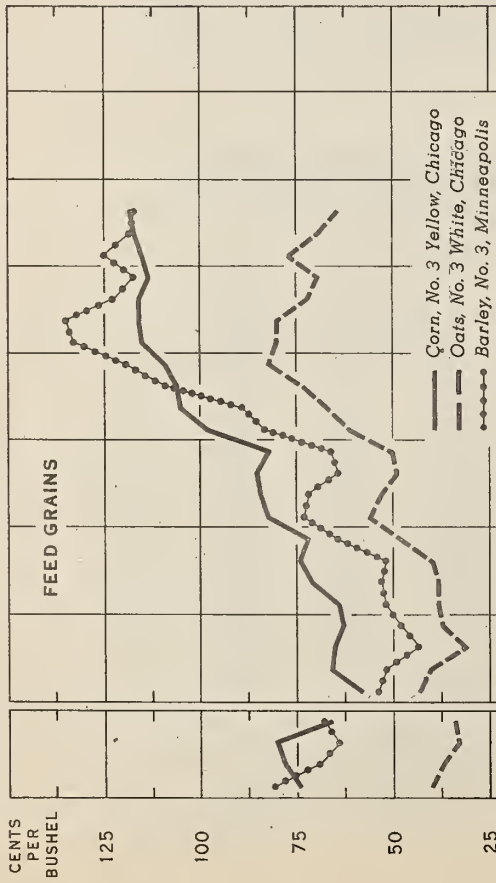 CENTS
PER
BUSHEL
FEED GRAINS
125
100
75
50
25
Corn, No. 3 Yellow, Chicago
Oats, No. 3 White, Chicago
Barley, No. 3, Minneapolis